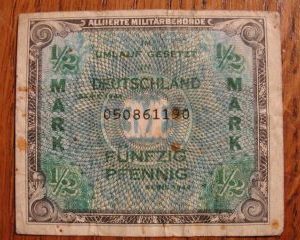 ALLIIERTE MILITÄRBEHÖRDE
IN
UMLAUF GESETZT
½ ½
DEUTSCHLAND
MARK MARK
050861190
FÜNFZIG
PFENNIG
½ ½
SERIE 1944